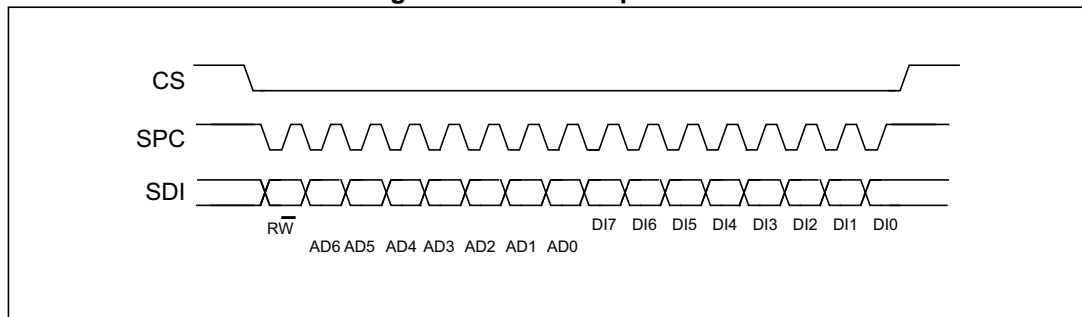 CS
SPC
SDI
RW̅
DI7 DI6 DI5 DI4 DI3 DI2 DI1 DI0
AD6 AD5 AD4 AD3 AD2 AD1 AD0